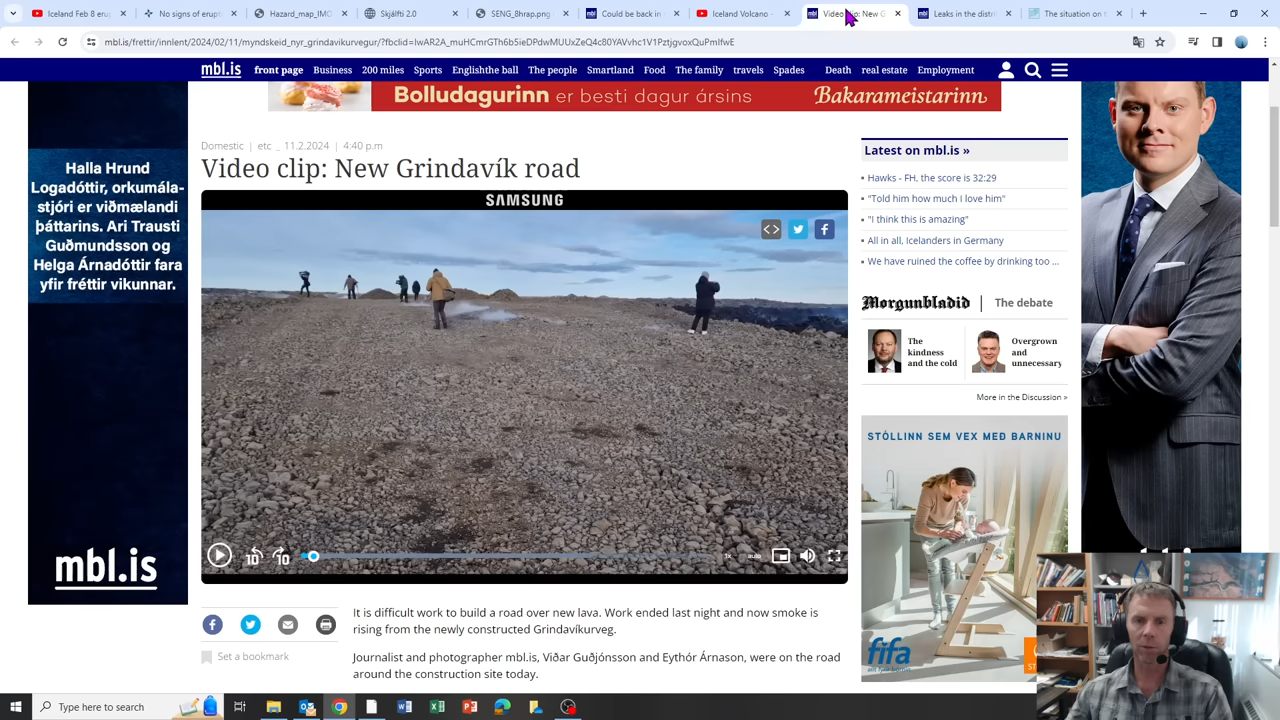 Iceland Feb 8 erup
No signs of erupt
Hazard_map_IMO
Skjálfti 2.0
SENG_8hrap.png
Could be back in
Iceland Volcano -
Video clip: New G
Leaks in the distri
The situation on t
mbl.is/frettir/innlent/2024/02/11/myndskeid_nyr_grindavikurvegur/?fbclid=IwAR2A_muHCmrGTh6b5ieDPdwMUUxZeQ4c80YAVvhc1V1PztjgvoxQuPmIfwE
mbl.is front page Business 200 miles Sports Englishthe ball The people Smartland Food The family travels Spades Death real estate Employment
Bolludagurinn er besti dagur ársins Bakarameistarinn
Domestic | etc _ 11.2.2024 | 4:40 p.m
Video clip: New Grindavík road
SAMSUNG
10 10 1x auto
It is difficult work to build a road over new lava. Work ended last night and now smoke is
rising from the newly constructed Grindavíkurveg.
Journalist and photographer mbl.is, Viðar Guðjónsson and Eythór Árnason, were on the road
around the construction site today.
Set a bookmark
Halla Hrund
Logadóttir, orkumála-
stjóri er viðmælandi
þáttarins. Ari Trausti
Guðmundsson og
Helga Árnadóttir fara
yfir fréttir vikunnar.
mbl.is
Latest on mbl.is »
Hawks - FH, the score is 32:29
"Told him how much I love him"
"I think this is amazing"
All in all, Icelanders in Germany
We have ruined the coffee by drinking too ...
Morgunbladid | The debate
The
kindness
and the cold
Overgrown
and
unnecessary
More in the Discussion »
STÓLLINN SEM VEX MEÐ BARNINU
fífa
Type here to search